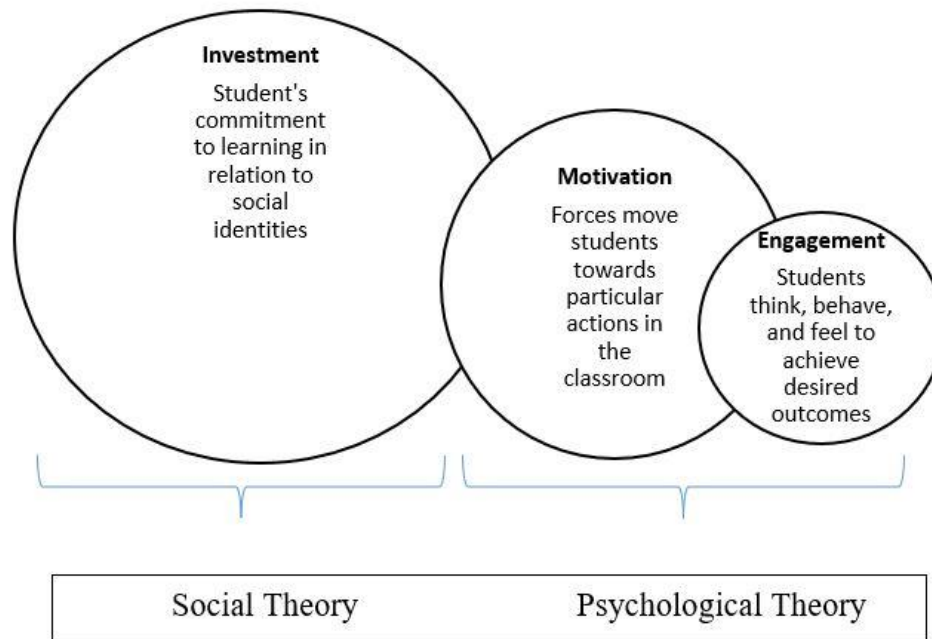 Investment
Student's
commitment
to learning in
relation to
social
identities
Motivation
Forces move
students
towards
particular
actions in
the
classroom
Engagement
Students
think, behave,
and feel to
achieve
desired
outcomes
Social Theory
Psychological Theory